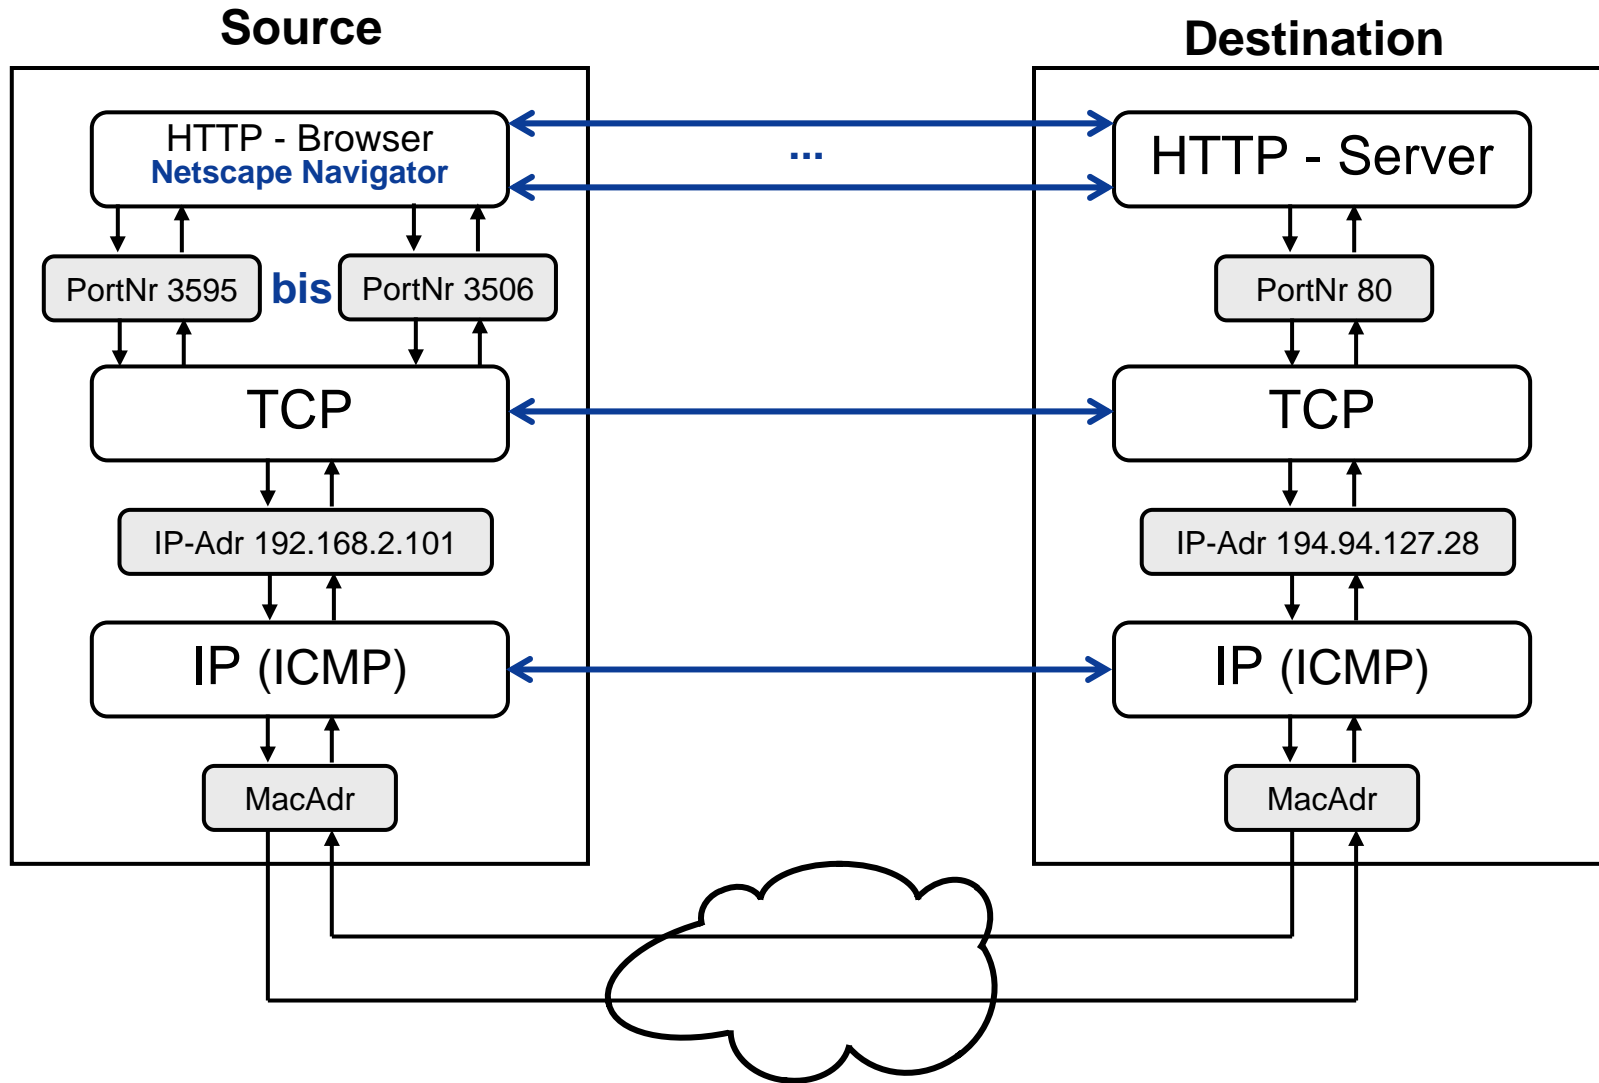 Source
Destination
HTTP - Browser
Netscape Navigator
...
HTTP - Server
PortNr 3595
bis
PortNr 3506
PortNr 80
TCP
TCP
IP-Adr 192.168.2.101
IP-Adr 194.94.127.28
IP (ICMP)
IP (ICMP)
MacAdr
MacAdr